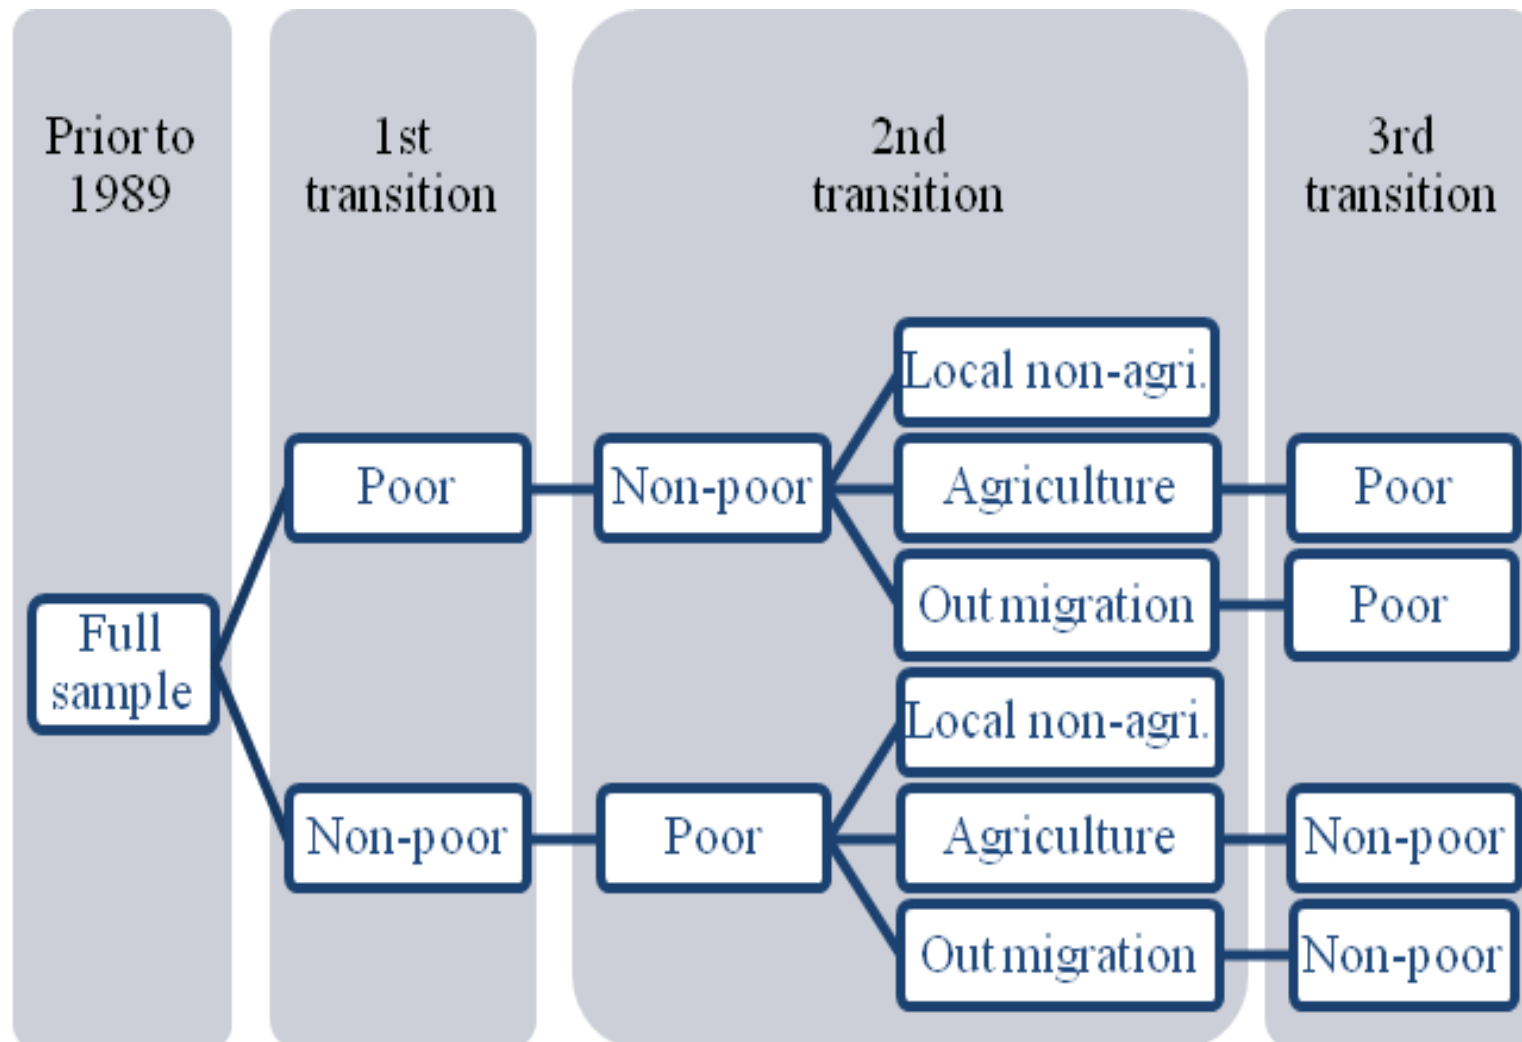 Prior to
1989
1st
transition
2nd
transition
3rd
transition
Full
sample
Poor
Non-poor
Local non-agri.
Agriculture
Poor
Out migration
Poor
Non-poor
Poor
Local non-agri.
Agriculture
Non-poor
Out migration
Non-poor